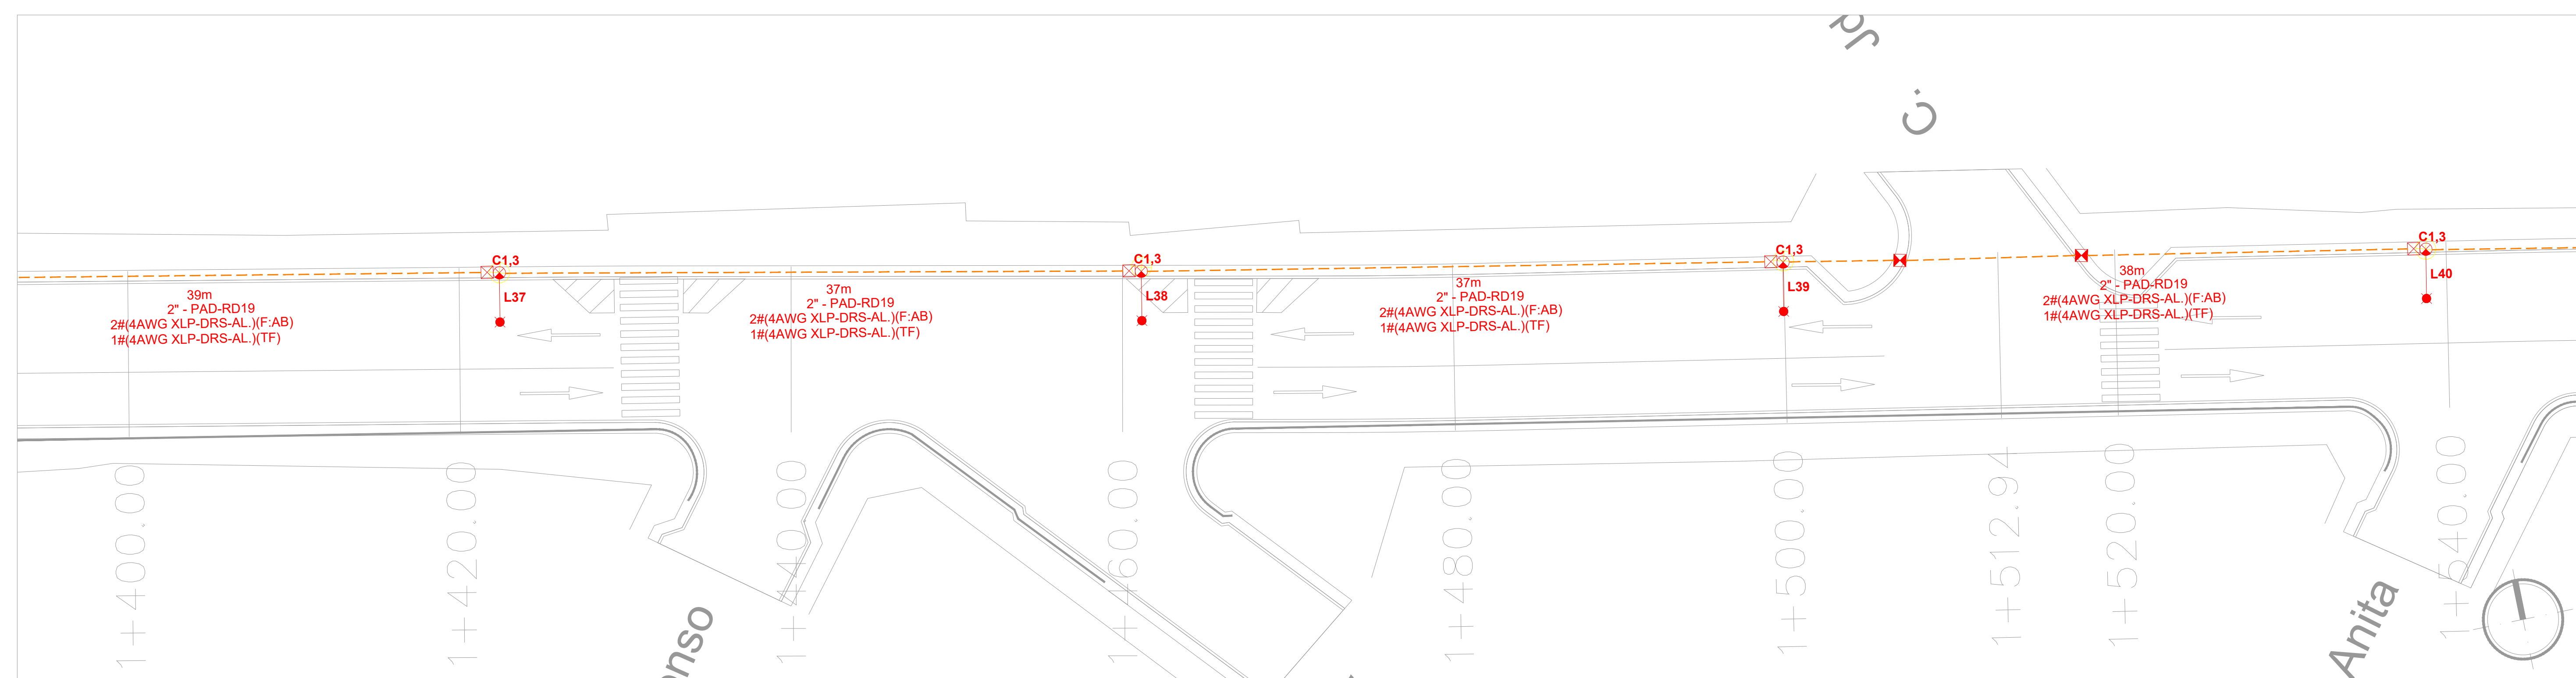 C.
C1,3
C1,3
C1,3
C1,3
L37
L38
L39
L40
39m
2" - PAD-RD19
2#(4AWG XLP-DRS-AL.)(F:AB)
1#(4AWG XLP-DRS-AL.)(TF)
37m
2" - PAD-RD19
2#(4AWG XLP-DRS-AL.)(F:AB)
1#(4AWG XLP-DRS-AL.)(TF)
37m
2" - PAD-RD19
2#(4AWG XLP-DRS-AL.)(F:AB)
1#(4AWG XLP-DRS-AL.)(TF)
38m
2" - PAD-RD19
2#(4AWG XLP-DRS-AL.)(F:AB)
1#(4AWG XLP-DRS-AL.)(TF)
1+400.00
1+420.00
1+440.00
1+460.00
1+480.00
1+500.00
1+512.94
1+520.00
1+540.00
onso
Anita